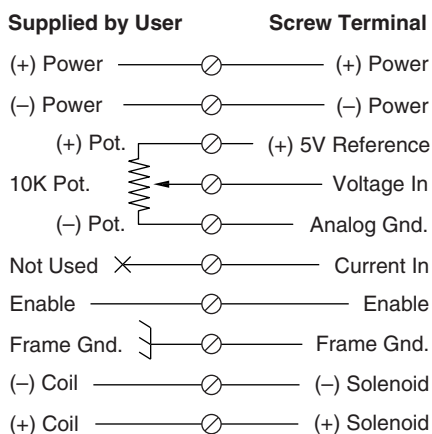 Supplied by User Screw Terminal
(+) Power (+) Power
(–) Power (–) Power
(+) Pot. (+) 5V Reference
10K Pot. Voltage In
(–) Pot. Analog Gnd.
Not Used Current In
Enable Enable
Frame Gnd. Frame Gnd.
(–) Coil (–) Solenoid
(+) Coil (+) Solenoid